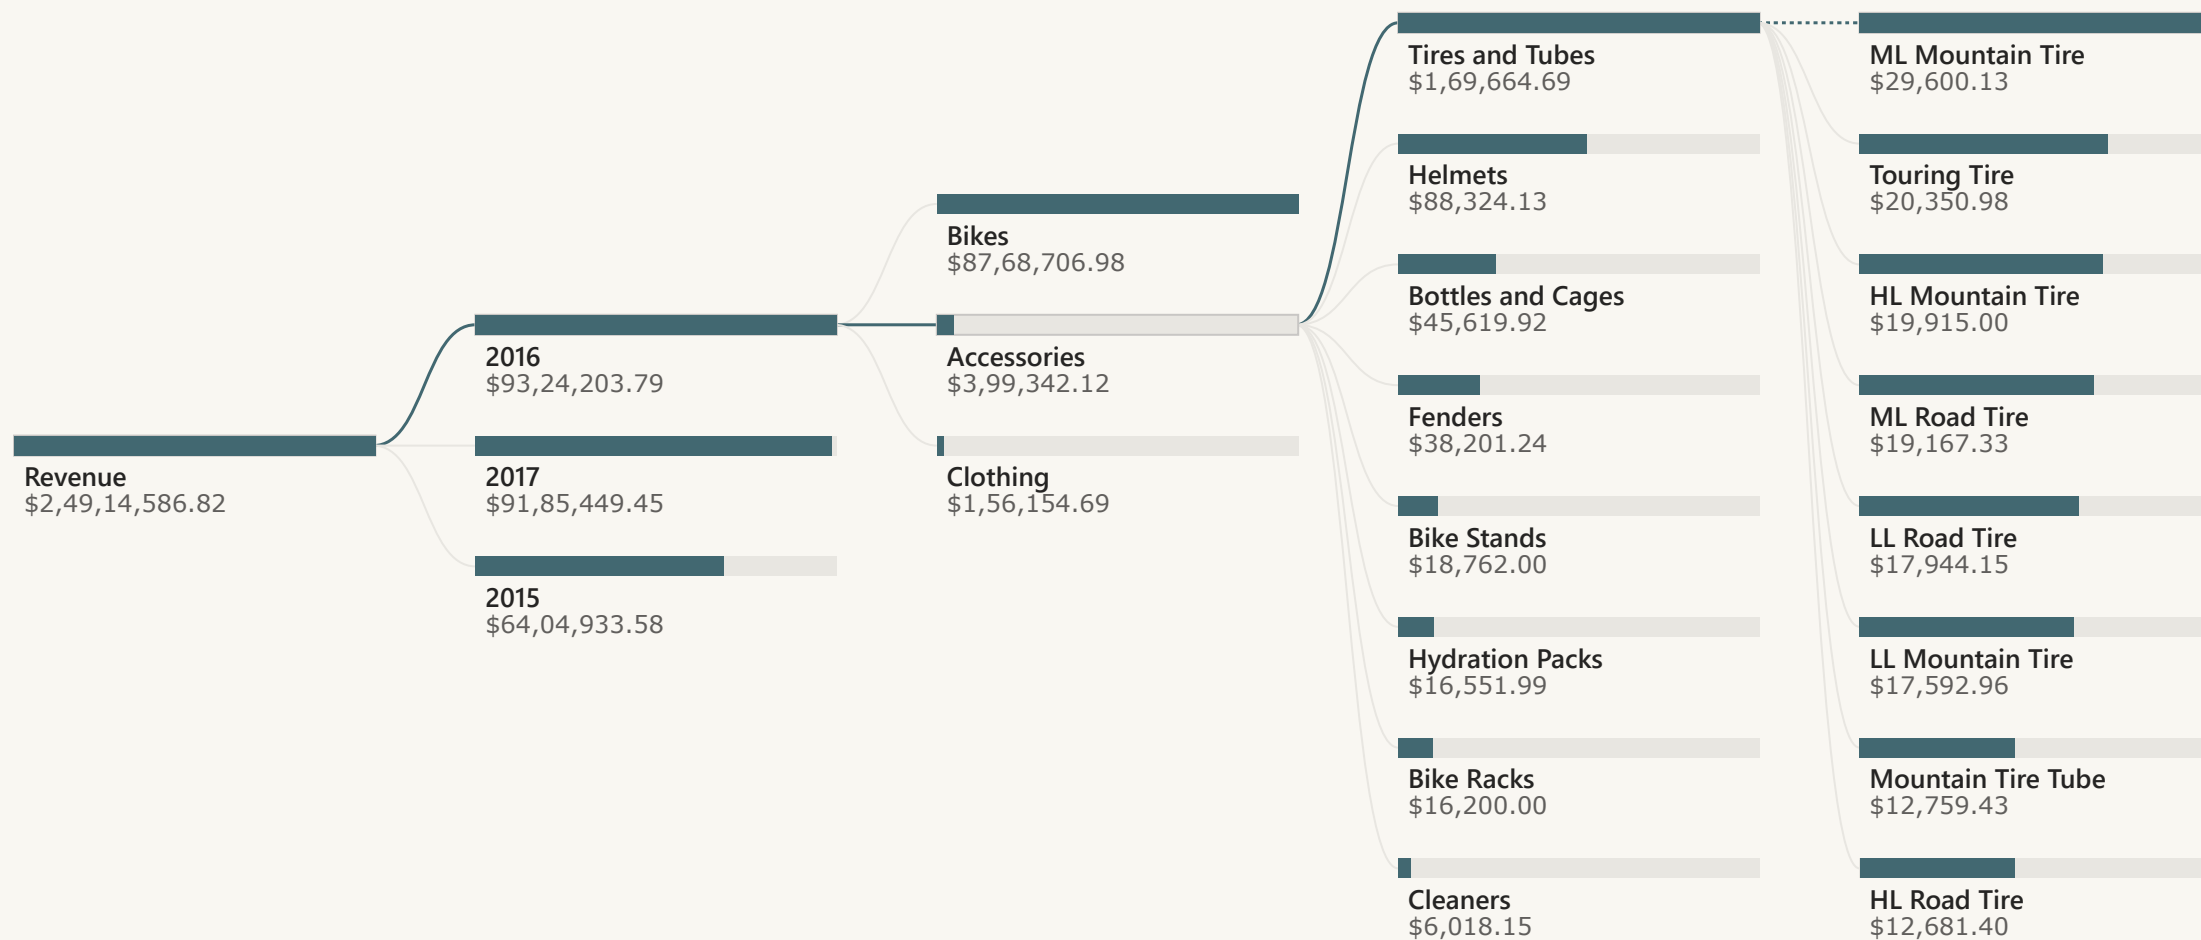 Revenue
$2,49,14,586.82
2016
$93,24,203.79
2017
$91,85,449.45
2015
$64,04,933.58
Bikes
$87,68,706.98
Accessories
$3,99,342.12
Clothing
$1,56,154.69
Tires and Tubes
$1,69,664.69
Helmets
$88,324.13
Bottles and Cages
$45,619.92
Fenders
$38,201.24
Bike Stands
$18,762.00
Hydration Packs
$16,551.99
Bike Racks
$16,200.00
Cleaners
$6,018.15
ML Mountain Tire
$29,600.13
Touring Tire
$20,350.98
HL Mountain Tire
$19,915.00
ML Road Tire
$19,167.33
LL Road Tire
$17,944.15
LL Mountain Tire
$17,592.96
Mountain Tire Tube
$12,759.43
HL Road Tire
$12,681.40